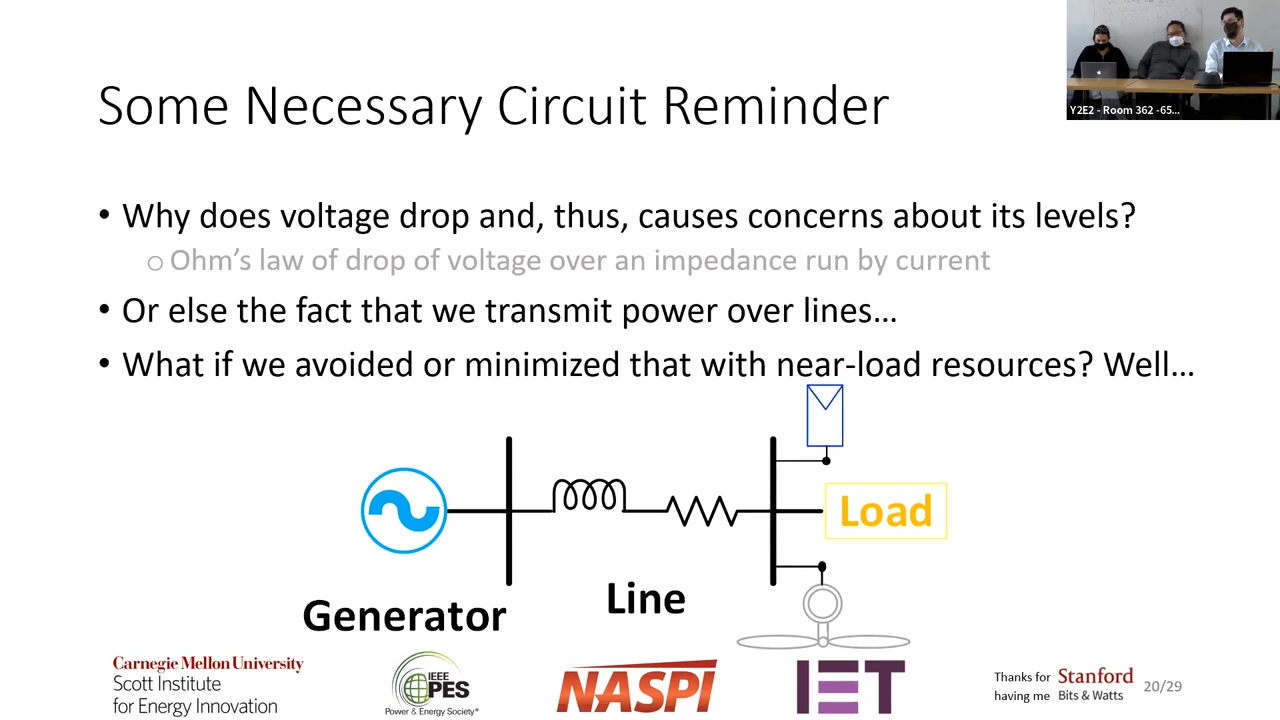 Y2E2 - Room 362 -65...
Some Necessary Circuit Reminder
• Why does voltage drop and, thus, causes concerns about its levels?
o Ohm's law of drop of voltage over an impedance run by current
• Or else the fact that we transmit power over lines...
• What if we avoided or minimized that with near-load resources? Well...
Load
Line
Generator
Carnegie Mellon University
Scott Institute
for Energy Innovation
IEEE
PES
Power & Energy Society®
NASPI
IET
Thanks for
having me
Stanford
Bits & Watts
20/29